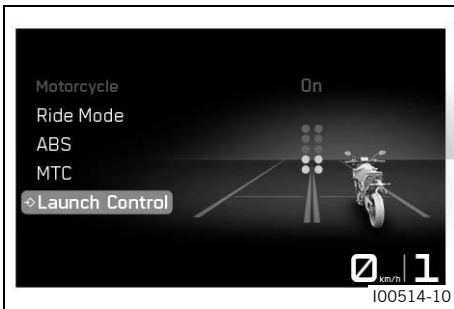 Motorcycle On
Ride Mode
ABS
MTC
Launch Control
0 km/h 1
I00514-10